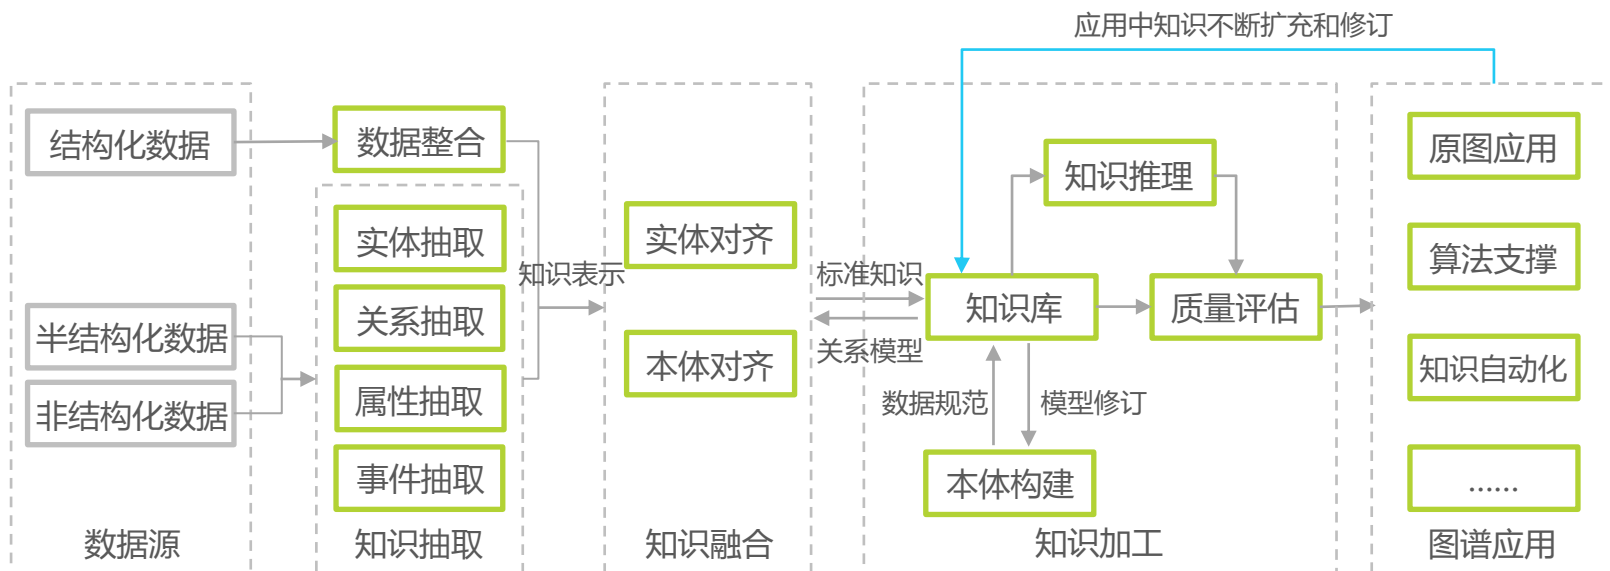 应用中知识不断扩充和修订
结构化数据
半结构化数据
非结构化数据
数据源
数据整合
实体抽取
关系抽取
属性抽取
事件抽取
知识抽取
知识表示
实体对齐
本体对齐
知识融合
标准知识
关系模型
知识推理
知识库
质量评估
数据规范
模型修订
本体构建
知识加工
原图应用
算法支撑
知识自动化
......
图谱应用